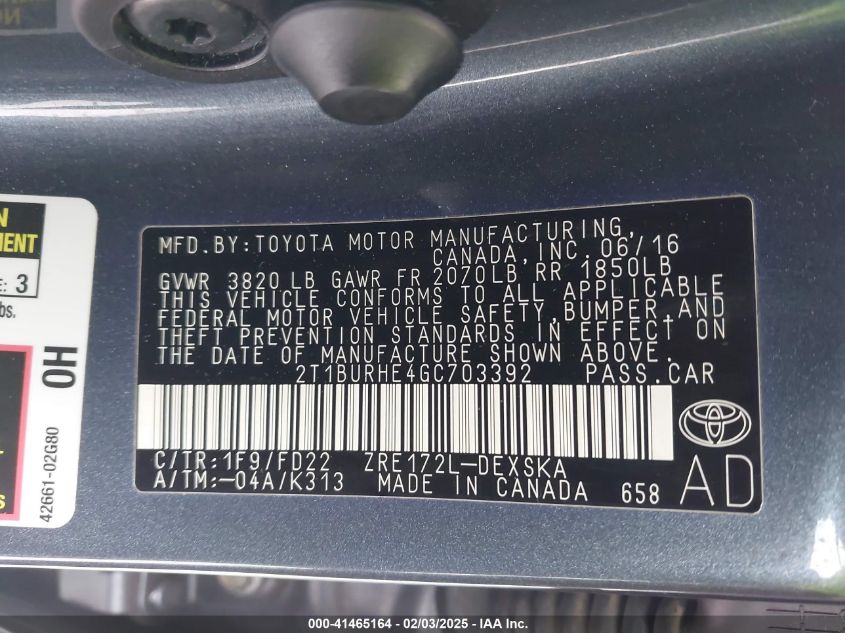 MFD.BY:TOYOTA MOTOR MANUFACTURING,
CANADA,INC. 06/16
GVWR 3820 LB GAWR FR 2070LB RR 1850LB
THIS VEHICLE CONFORMS TO ALL APPLICABLE
FEDERAL MOTOR VEHICLE SAFETY,BUMPER,AND
THEFT PREVENTION STANDARDS IN EFFECT ON
THE DATE OF MANUFACTURE SHOWN ABOVE.
2T1BURHE4GC703392 PASS.CAR
C/TR:1F9/FD22 ZRE172L-DEXSKA
A/TM:-04A/K313 MADE IN CANADA 658
AD
: 3
bs.
OH
42661-02G80
000-41465164 - 02/03/2025 - IAA Inc.